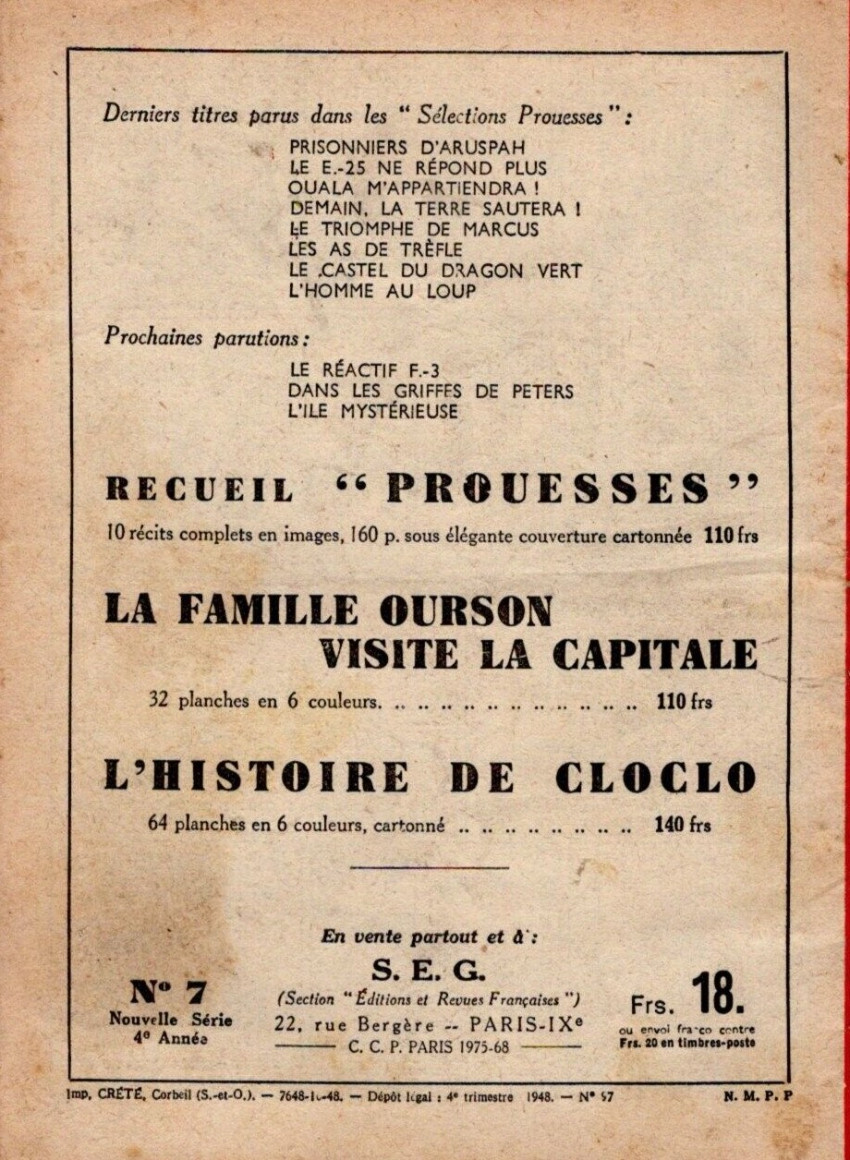 Derniers titres parus dans les " Sélections Prouesses " :
PRISONNIERS D'ARUSPAH
LE E.-25 NE RÉPOND PLUS
OUALA M'APPARTIENDRA !
DEMAIN, LA TERRE SAUTERA !
LE TRIOMPHE DE MARCUS
LES AS DE TRÈFLE
LE CASTEL DU DRAGON VERT
L'HOMME AU LOUP
Prochaines parutions :
LE RÉACTIF F.-3
DANS LES GRIFFFS DE PETERS
L'ILE MYSTÉRIEUSE
RECUEIL “ PROUESSES ”
10 récits complets en images, 160 p. sous élégante couverture cartonnée 110 frs
LA FAMILLE OURSON
VISITE LA CAPITALE
32 planches en 6 couleurs. .. .. .. .. .. .. .. .. .. .. .. 110 frs
L'HISTOIRE DE CLOCLO
64 planches en 6 couleurs, cartonné .. .. .. .. .. .. .. .. 140 frs
En vente partout et à :
S. E. G.
(Section " Éditions et Revues Françaises ")
22, rue Bergère -- PARIS-IXe
C. C. P. PARIS 1975-68
No 7
Nouvelle Série
4e Année
Frs. 18.
ou envoi franco contre
Frs. 20 en timbres-poste
Imp. CRÉTÉ, Corbeil (S.-et-O.). — — Dépôt légal : 4e trimestre 1948. — No
N. M. P. P